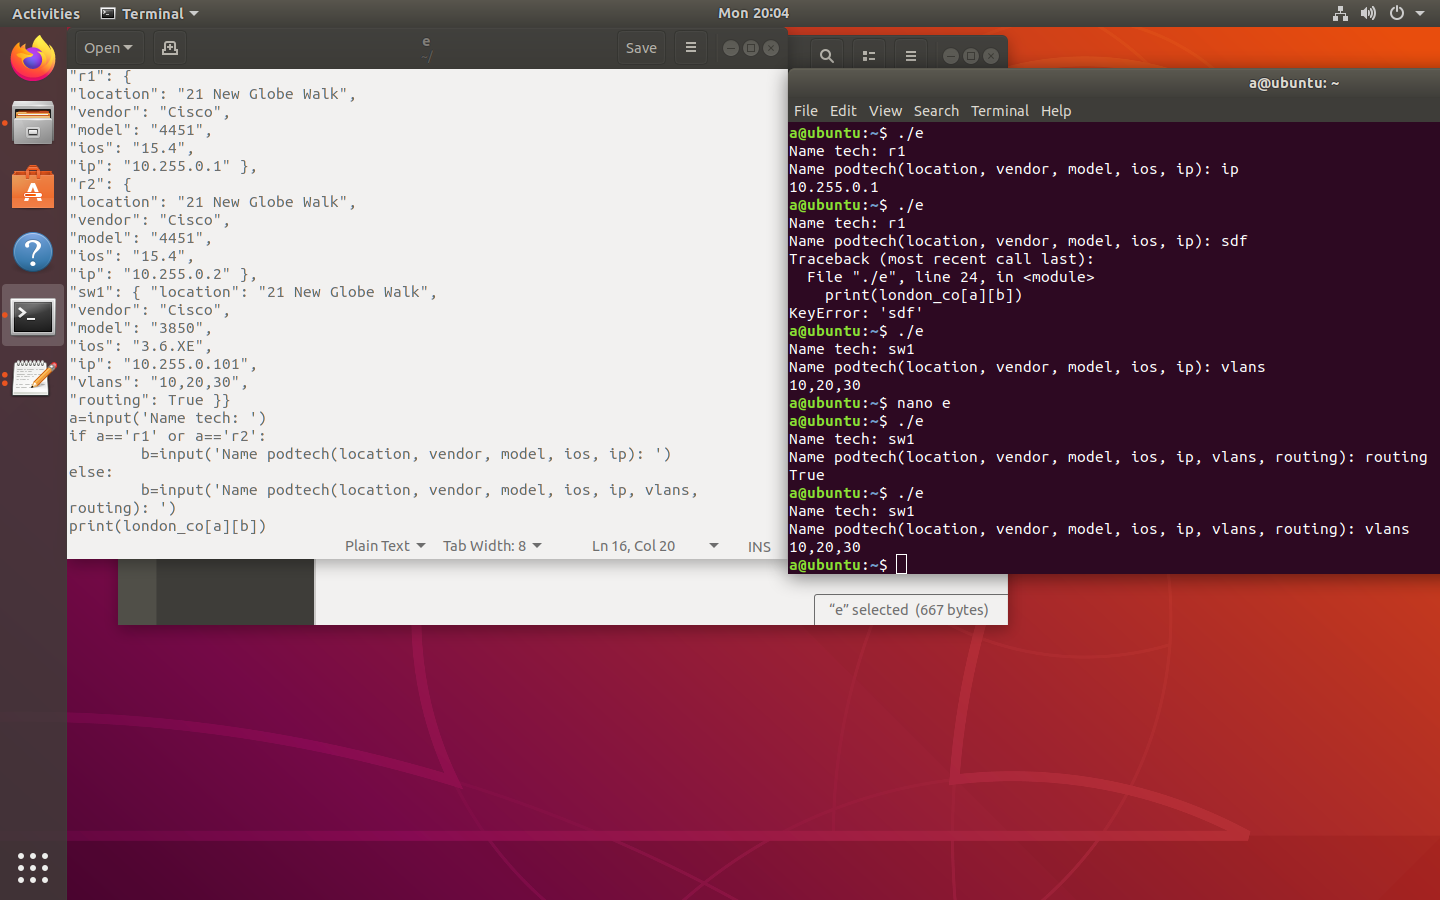 Activities
Terminal
Mon 20:04
Open
e
~/
Save
"r1": {
"location": "21 New Globe Walk",
"vendor": "Cisco",
"model": "4451",
"ios": "15.4",
"ip": "10.255.0.1" },
"r2": {
"location": "21 New Globe Walk",
"vendor": "Cisco",
"model": "4451",
"ios": "15.4",
"ip": "10.255.0.2" },
"sw1": { "location": "21 New Globe Walk",
"vendor": "Cisco",
"model": "3850",
"ios": "3.6.XE",
"ip": "10.255.0.101",
"vlans": "10,20,30",
"routing": True }}
a=input('Name tech: ')
if a=='r1' or a=='r2':
b=input('Name podtech(location, vendor, model, ios, ip): ')
else:
b=input('Name podtech(location, vendor, model, ios, ip, vlans,
routing): ')
print(london_co[a][b])
Plain Text
Tab Width: 8
Ln 16, Col 20
INS
"e" selected (667 bytes)
a@ubuntu: ~
File Edit View Search Terminal Help
a@ubuntu:~$ ./e
Name tech: r1
Name podtech(location, vendor, model, ios, ip): ip
10.255.0.1
a@ubuntu:~$ ./e
Name tech: r1
Name podtech(location, vendor, model, ios, ip): sdf
Traceback (most recent call last):
File "./e", line 24, in <module>
print(london_co[a][b])
KeyError: 'sdf'
a@ubuntu:~$ ./e
Name tech: sw1
Name podtech(location, vendor, model, ios, ip): vlans
10,20,30
a@ubuntu:~$ nano e
a@ubuntu:~$ ./e
Name tech: sw1
Name podtech(location, vendor, model, ios, ip, vlans, routing): routing
True
a@ubuntu:~$ ./e
Name tech: sw1
Name podtech(location, vendor, model, ios, ip, vlans, routing): vlans
10,20,30
a@ubuntu:~$